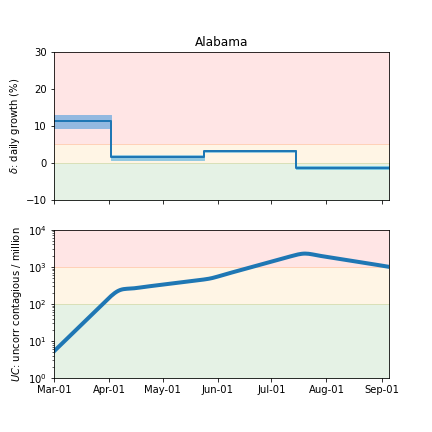 Alabama
30
20
10
0
−10
δ: daily growth (%)
10⁴
10³
10²
10¹
10⁰
UC: uncorr contagious / million
Mar-01 Apr-01 May-01 Jun-01 Jul-01 Aug-01 Sep-01